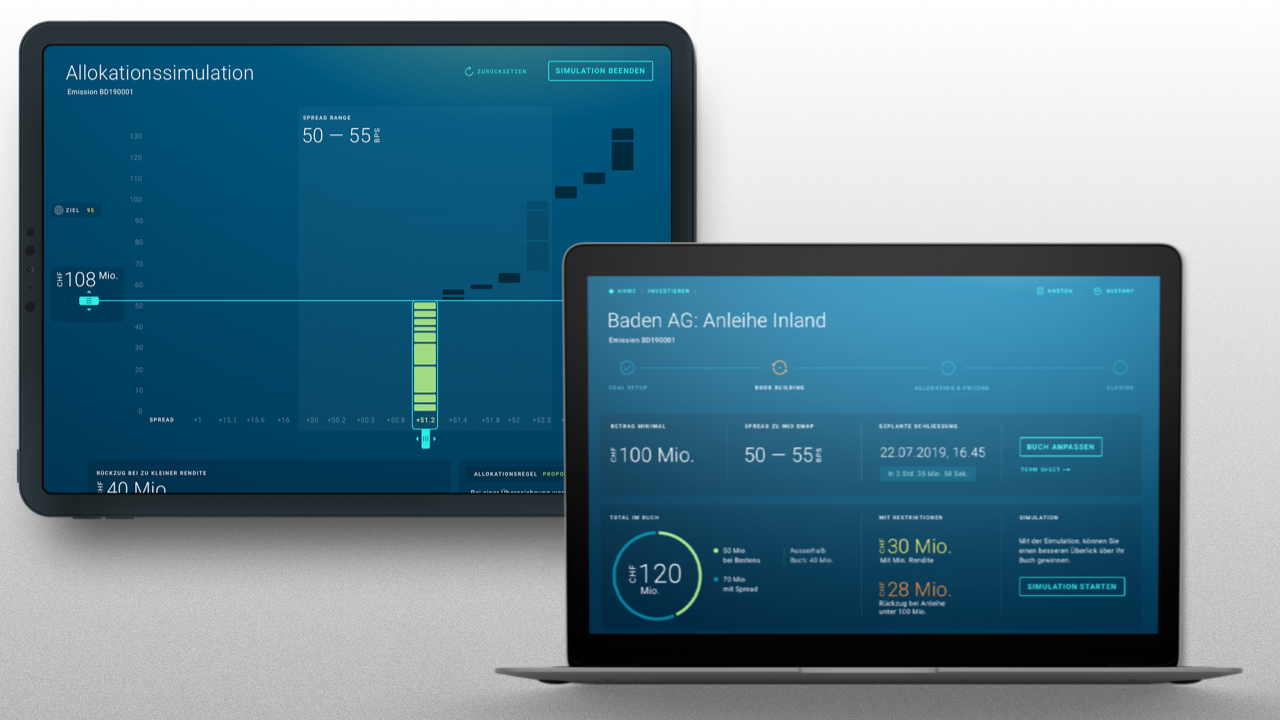 Allokationssimulation
ZURÜCKSETZEN
SIMULATION BEENDEN
Emission BD190001
SPREAD RANGE
50 — 55 BPS
130
120
110
100
90
80
70
60
50
40
30
20
10
0
ZIEL 95
CHF 108 Mio.
SPREAD +1 +15.1 +15.6 +16 +50 +50.2 +50.5 +50.8 +51.2 +51.4 +51.8 +52 +52.3
RÜCKZUG BEI ZU KLEINER RENDITE
CHF 40 Mio
ALLOKATIONSREGEL PROPO
Bei einer Überzeichnung
HOME INVESTIEREN
KOSTEN
HISTORY
Baden AG: Anleihe Inland
Emission BD190001
DEAL SETUP
BOOK BUILDING
ALLOKATION & PRICING
CLOSING
BETRAG MINIMAL
CHF 100 Mio.
SPREAD ZU MID SWAP
50 — 55 BPS
GEPLANTE SCHLIESSUNG
22.07.2019, 16.45
In 3 Std. 26 Min. 58 Sek.
BUCH ANPASSEN
TERM SHEET
TOTAL IM BUCH
CHF 120 Mio.
50 Mio.
bei Bestens
70 Mio.
mit Spread
Ausserhalb
Buch: 40 Mio.
MIT RESTRIKTIONEN
CHF 30 Mio.
Mit Min. Rendite
CHF 28 Mio.
Rückzug bei Anleihe
unter 100 Mio.
SIMULATION
Mit der Simulation, können Sie
einen besseren Überlick über Ihr
Buch gewinnen.
SIMULATION STARTEN